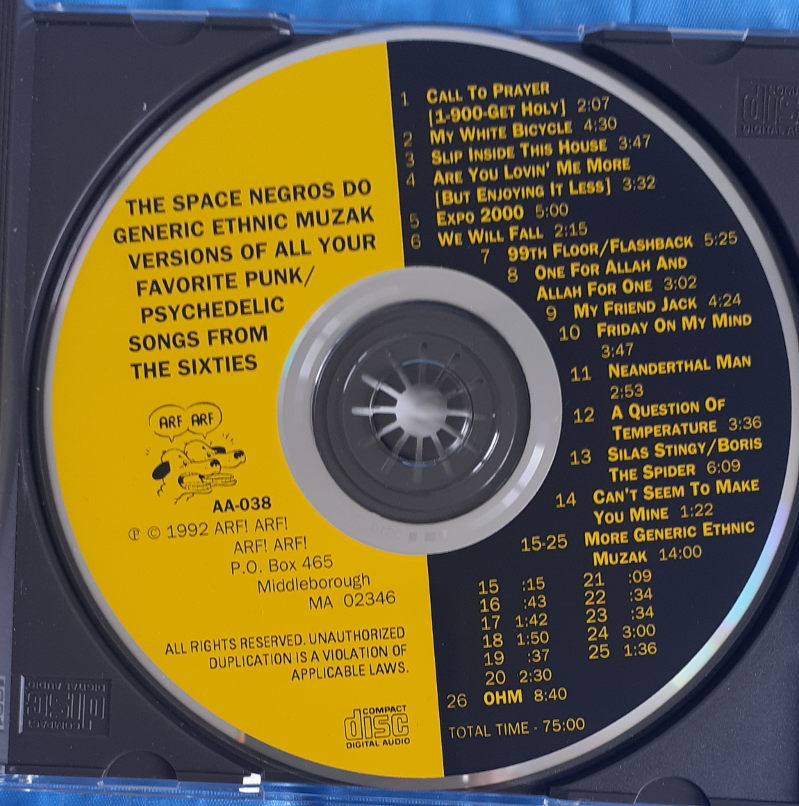 THE SPACE NEGROS DO
GENERIC ETHNIC MUZAK
VERSIONS OF ALL YOUR
FAVORITE PUNK/
PSYCHEDELIC
SONGS FROM
THE SIXTIES
ARF ARF
AA-038
℗ © 1992 ARF! ARF!
ARF! ARF!
P.O. Box 465
Middleborough
MA 02346
ALL RIGHTS RESERVED. UNAUTHORIZED
DUPLICATION IS A VIOLATION OF
APPLICABLE LAWS.
COMPACT
disc
DIGITAL AUDIO
1 CALL TO PRAYER
[1-900-GET HOLY] 2:07
2 MY WHITE BICYCLE 4:30
3 SLIP INSIDE THIS HOUSE 3:47
4 ARE YOU LOVIN' ME MORE
[BUT ENJOYING IT LESS] 3:32
5 EXPO 2000 5:00
6 WE WILL FALL 2:15
7 99TH FLOOR/FLASHBACK 5:25
8 ONE FOR ALLAH AND
ALLAH FOR ONE 3:02
9 MY FRIEND JACK 4:24
10 FRIDAY ON MY MIND
3:47
11 NEANDERTHAL MAN
2:53
12 A QUESTION OF
TEMPERATURE 3:36
13 SILAS STINGY/BORIS
THE SPIDER 6:09
14 CAN'T SEEM TO MAKE
YOU MINE 1:22
15-25 MORE GENERIC ETHNIC
MUZAK 14:00
15 :15 21 :09
16 :43 22 :34
17 1:42 23 :34
18 1:50 24 3:00
19 :37 25 1:36
20 2:30
26 OHM 8:40
TOTAL TIME - 75:00
COMPACT
disc
DIGITAL AUDIO
disc
DIGITAL AUDIO